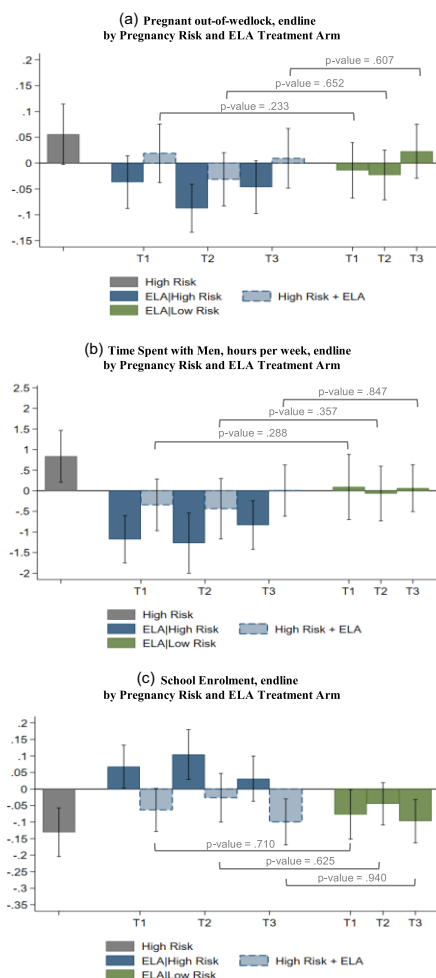 (a) Pregnant out-of-wedlock, endline
by Pregnancy Risk and ELA Treatment Arm
.2
.15
.1
.05
0
-.05
-.1
-.15
p-value = .607
p-value = .652
p-value = .233
T1 T2 T3 T1 T2 T3
High Risk
ELA|High Risk High Risk + ELA
ELA|Low Risk
(b) Time Spent with Men, hours per week, endline
by Pregnancy Risk and ELA Treatment Arm
2.5
2
1.5
1
.5
0
-.5
-1
-1.5
-2
p-value = .847
p-value = .357
p-value = .288
T1 T2 T3 T1 T2 T3
High Risk
ELA|High Risk High Risk + ELA
ELA|Low Risk
(c) School Enrolment, endline
by Pregnancy Risk and ELA Treatment Arm
.2
.15
.1
.05
0
-.05
-.1
-.15
-.2
-.25
-.3
-.35
p-value = .710
p-value = .625
p-value = .940
T1 T2 T3 T1 T2 T3
High Risk
ELA|High Risk High Risk + ELA
ELA|Low Risk